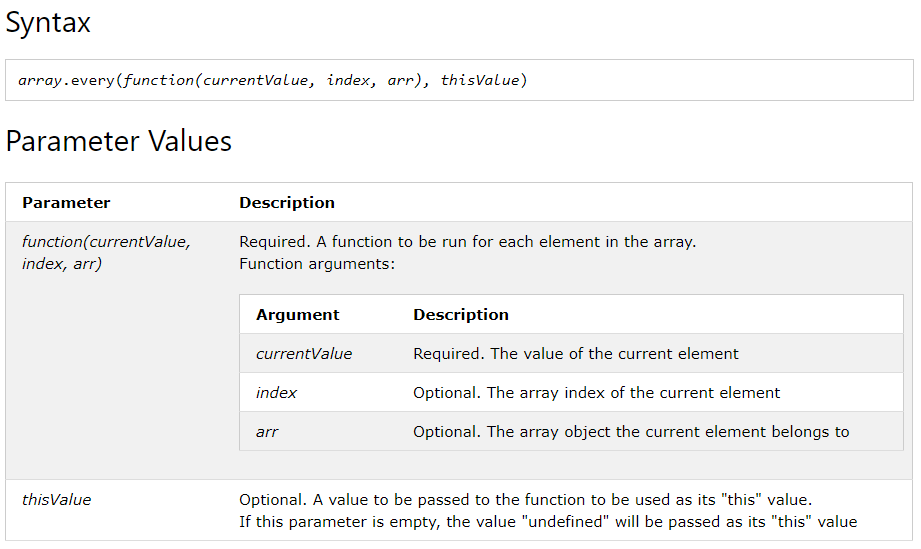 Syntax
array.every(function(currentValue, index, arr), thisValue)
Parameter Values
Parameter Description
function(currentValue, index, arr) Required. A function to be run for each element in the array.
Function arguments:
Argument Description
currentValue Required. The value of the current element
index Optional. The array index of the current element
arr Optional. The array object the current element belongs to
thisValue Optional. A value to be passed to the function to be used as its "this" value.
If this parameter is empty, the value "undefined" will be passed as its "this" value